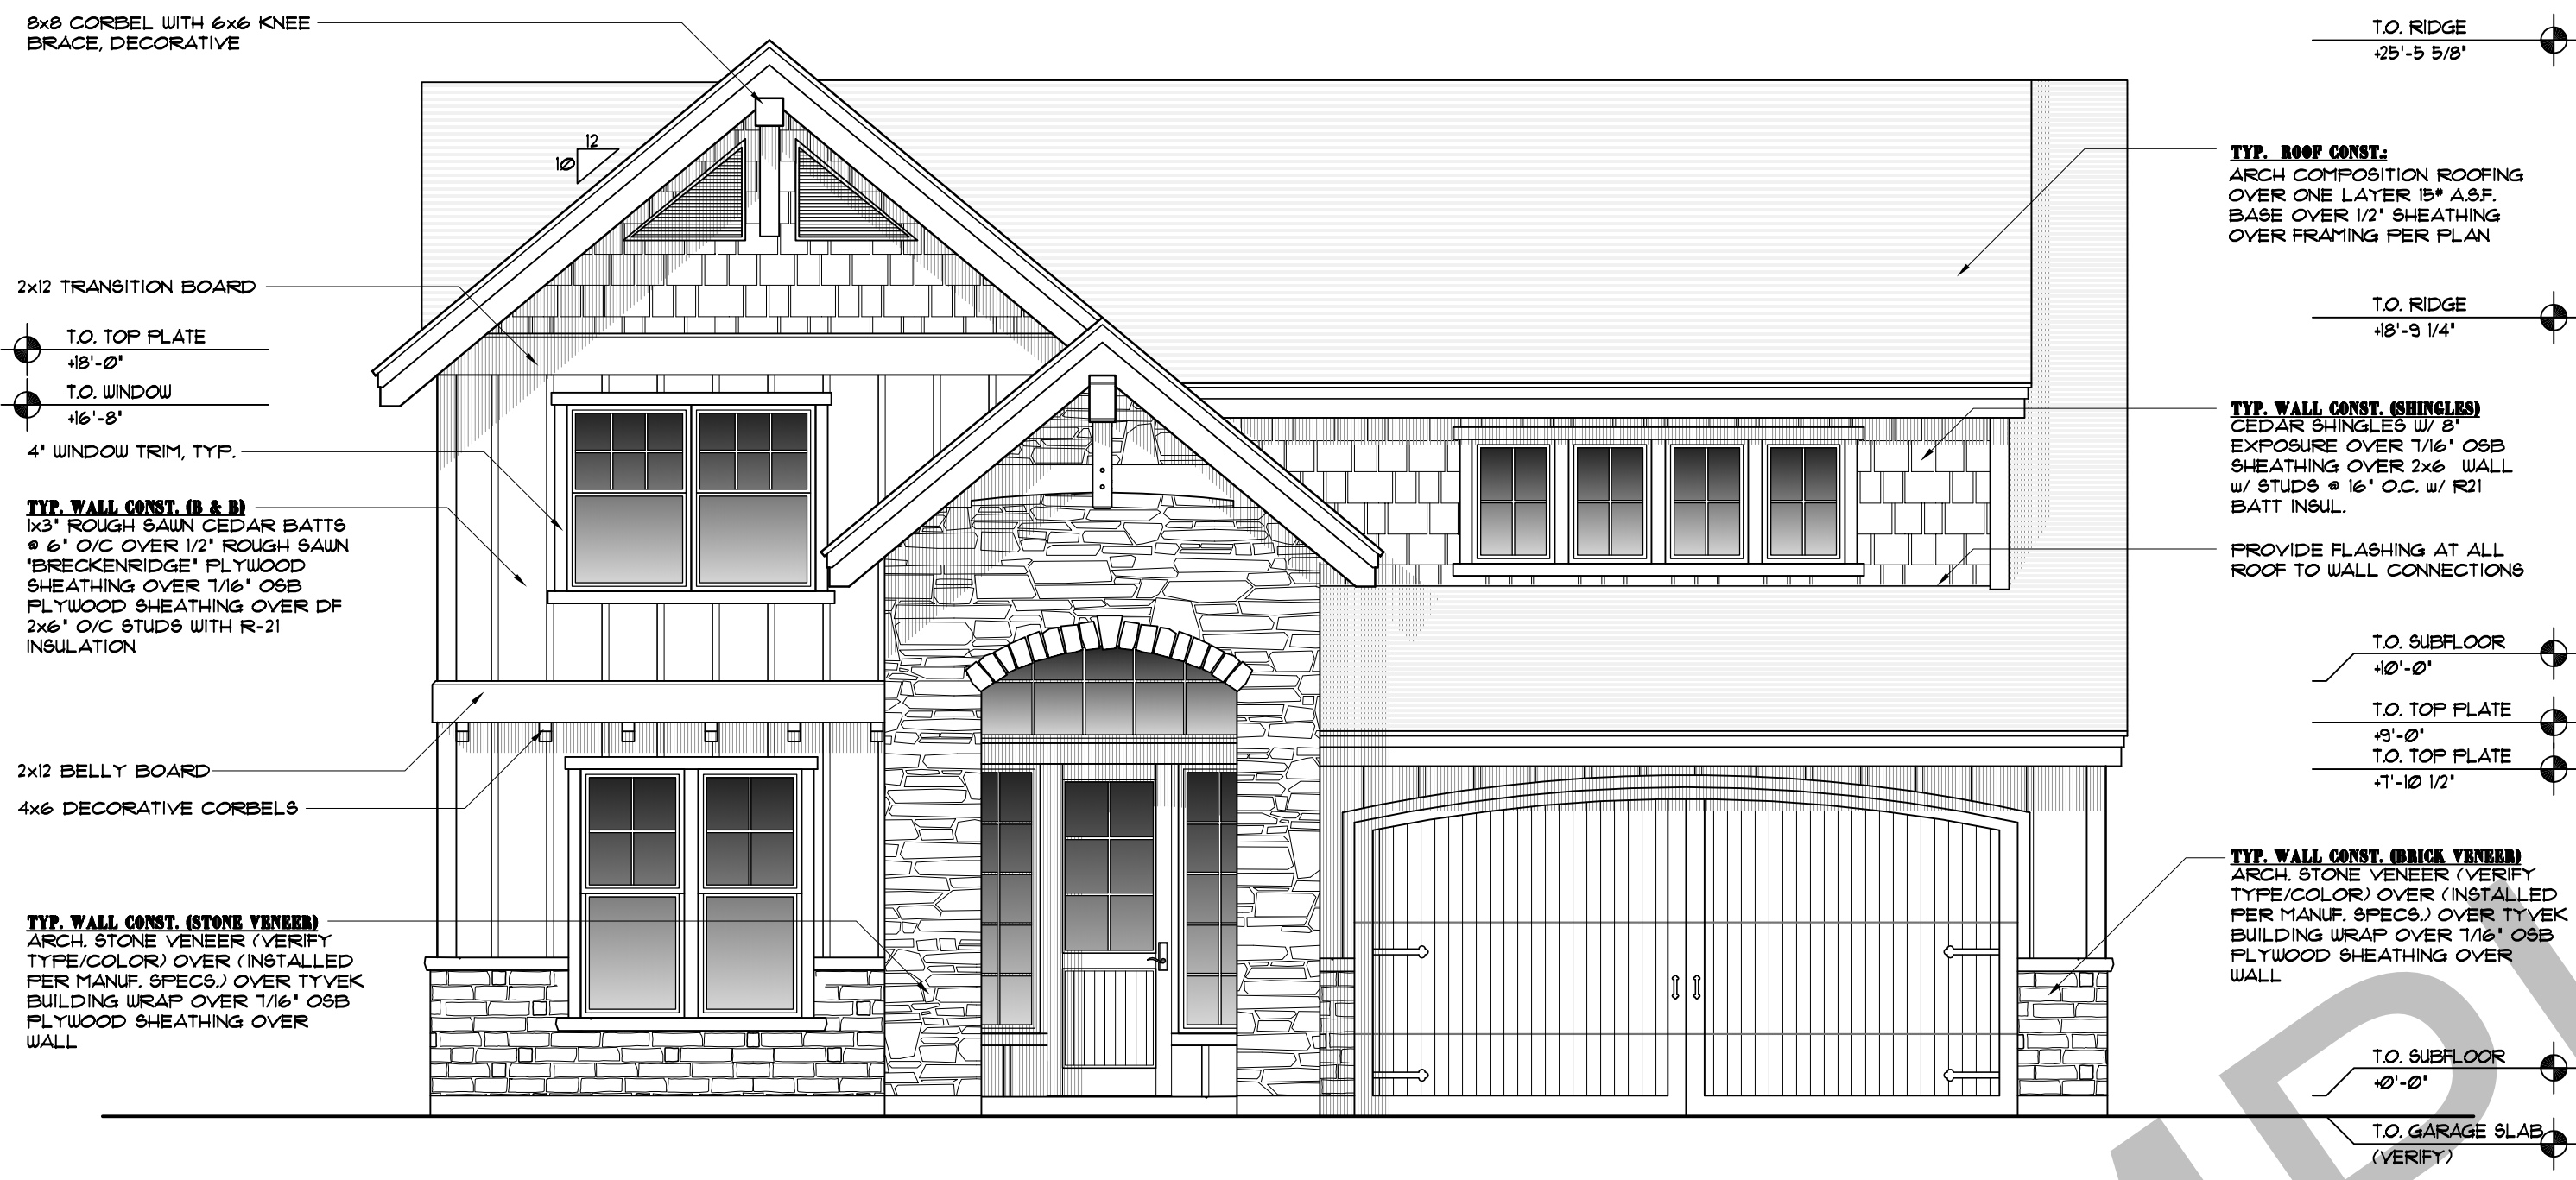 8x8 CORBEL WITH 6x6 KNEE
BRACE, DECORATIVE
12
10
2x12 TRANSITION BOARD
T.O. TOP PLATE
+18'-0"
T.O. WINDOW
+16'-8"
4" WINDOW TRIM, TYP.
TYP. WALL CONST. (B & B)
1x3" ROUGH SAWN CEDAR BATTS
@ 6" O/C OVER 1/2" ROUGH SAWN
"BRECKENRIDGE" PLYWOOD
SHEATHING OVER 7/16" OSB
PLYWOOD SHEATHING OVER DF
2x6" O/C STUDS WITH R-21
INSULATION
2x12 BELLY BOARD
4x6 DECORATIVE CORBELS
TYP. WALL CONST. (STONE VENEER)
ARCH. STONE VENEER (VERIFY
TYPE/COLOR) OVER (INSTALLED
PER MANUF. SPECS.) OVER TYVEK
BUILDING WRAP OVER 7/16" OSB
PLYWOOD SHEATHING OVER
WALL
T.O. RIDGE
+25'-5 5/8"
TYP. ROOF CONST.:
ARCH COMPOSITION ROOFING
OVER ONE LAYER 15# A.S.F.
BASE OVER 1/2" SHEATHING
OVER FRAMING PER PLAN
T.O. RIDGE
+18'-9 1/4"
TYP. WALL CONST. (SHINGLES)
CEDAR SHINGLES W/ 8"
EXPOSURE OVER 7/16" OSB
SHEATHING OVER 2x6 WALL
w/ STUDS @ 16" O.C. w/ R21
BATT INSUL.
PROVIDE FLASHING AT ALL
ROOF TO WALL CONNECTIONS
T.O. SUBFLOOR
+10'-0"
T.O. TOP PLATE
+9'-0"
T.O. TOP PLATE
+7'-10 1/2"
TYP. WALL CONST. (BRICK VENEER)
ARCH. STONE VENEER (VERIFY
TYPE/COLOR) OVER (INSTALLED
PER MANUF. SPECS.) OVER TYVEK
BUILDING WRAP OVER 7/16" OSB
PLYWOOD SHEATHING OVER
WALL
T.O. SUBFLOOR
+0'-0"
T.O. GARAGE SLAB
(VERIFY)